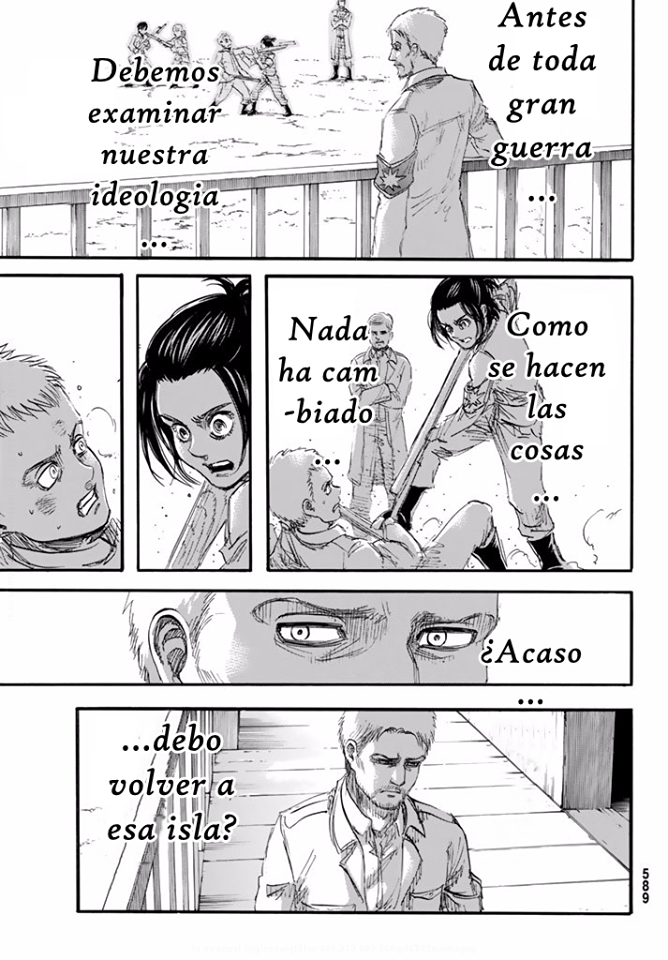 Antes
de toda
gran
guerra
...
Debemos
examinar
nuestra
ideologia
...
Como
se hacen
las
cosas
...
Nada
ha cam
-biado
...
¿Acaso
...
...debo
volver a
esa isla?
589